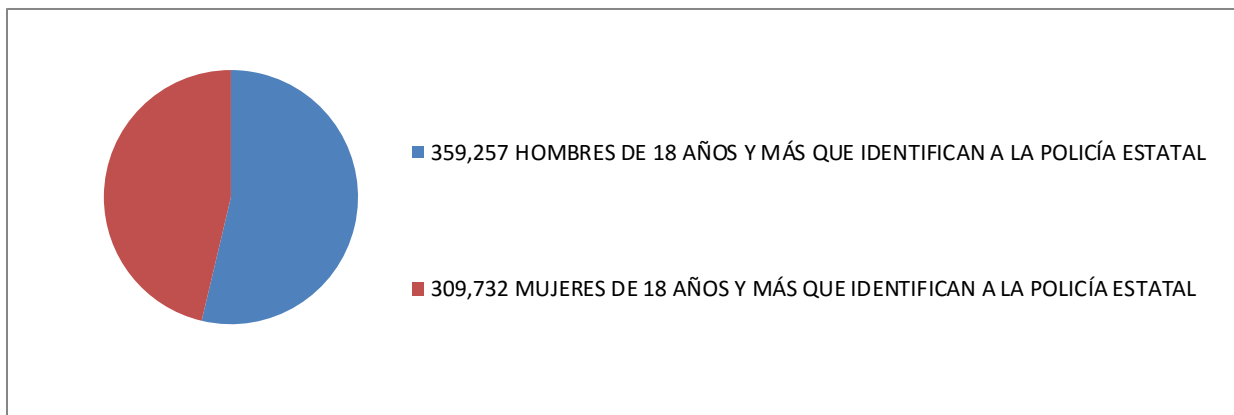 359,257 HOMBRES DE 18 AÑOS Y MÁS QUE IDENTIFICAN A LA POLICÍA ESTATAL
309,732 MUJERES DE 18 AÑOS Y MÁS QUE IDENTIFICAN A LA POLICÍA ESTATAL